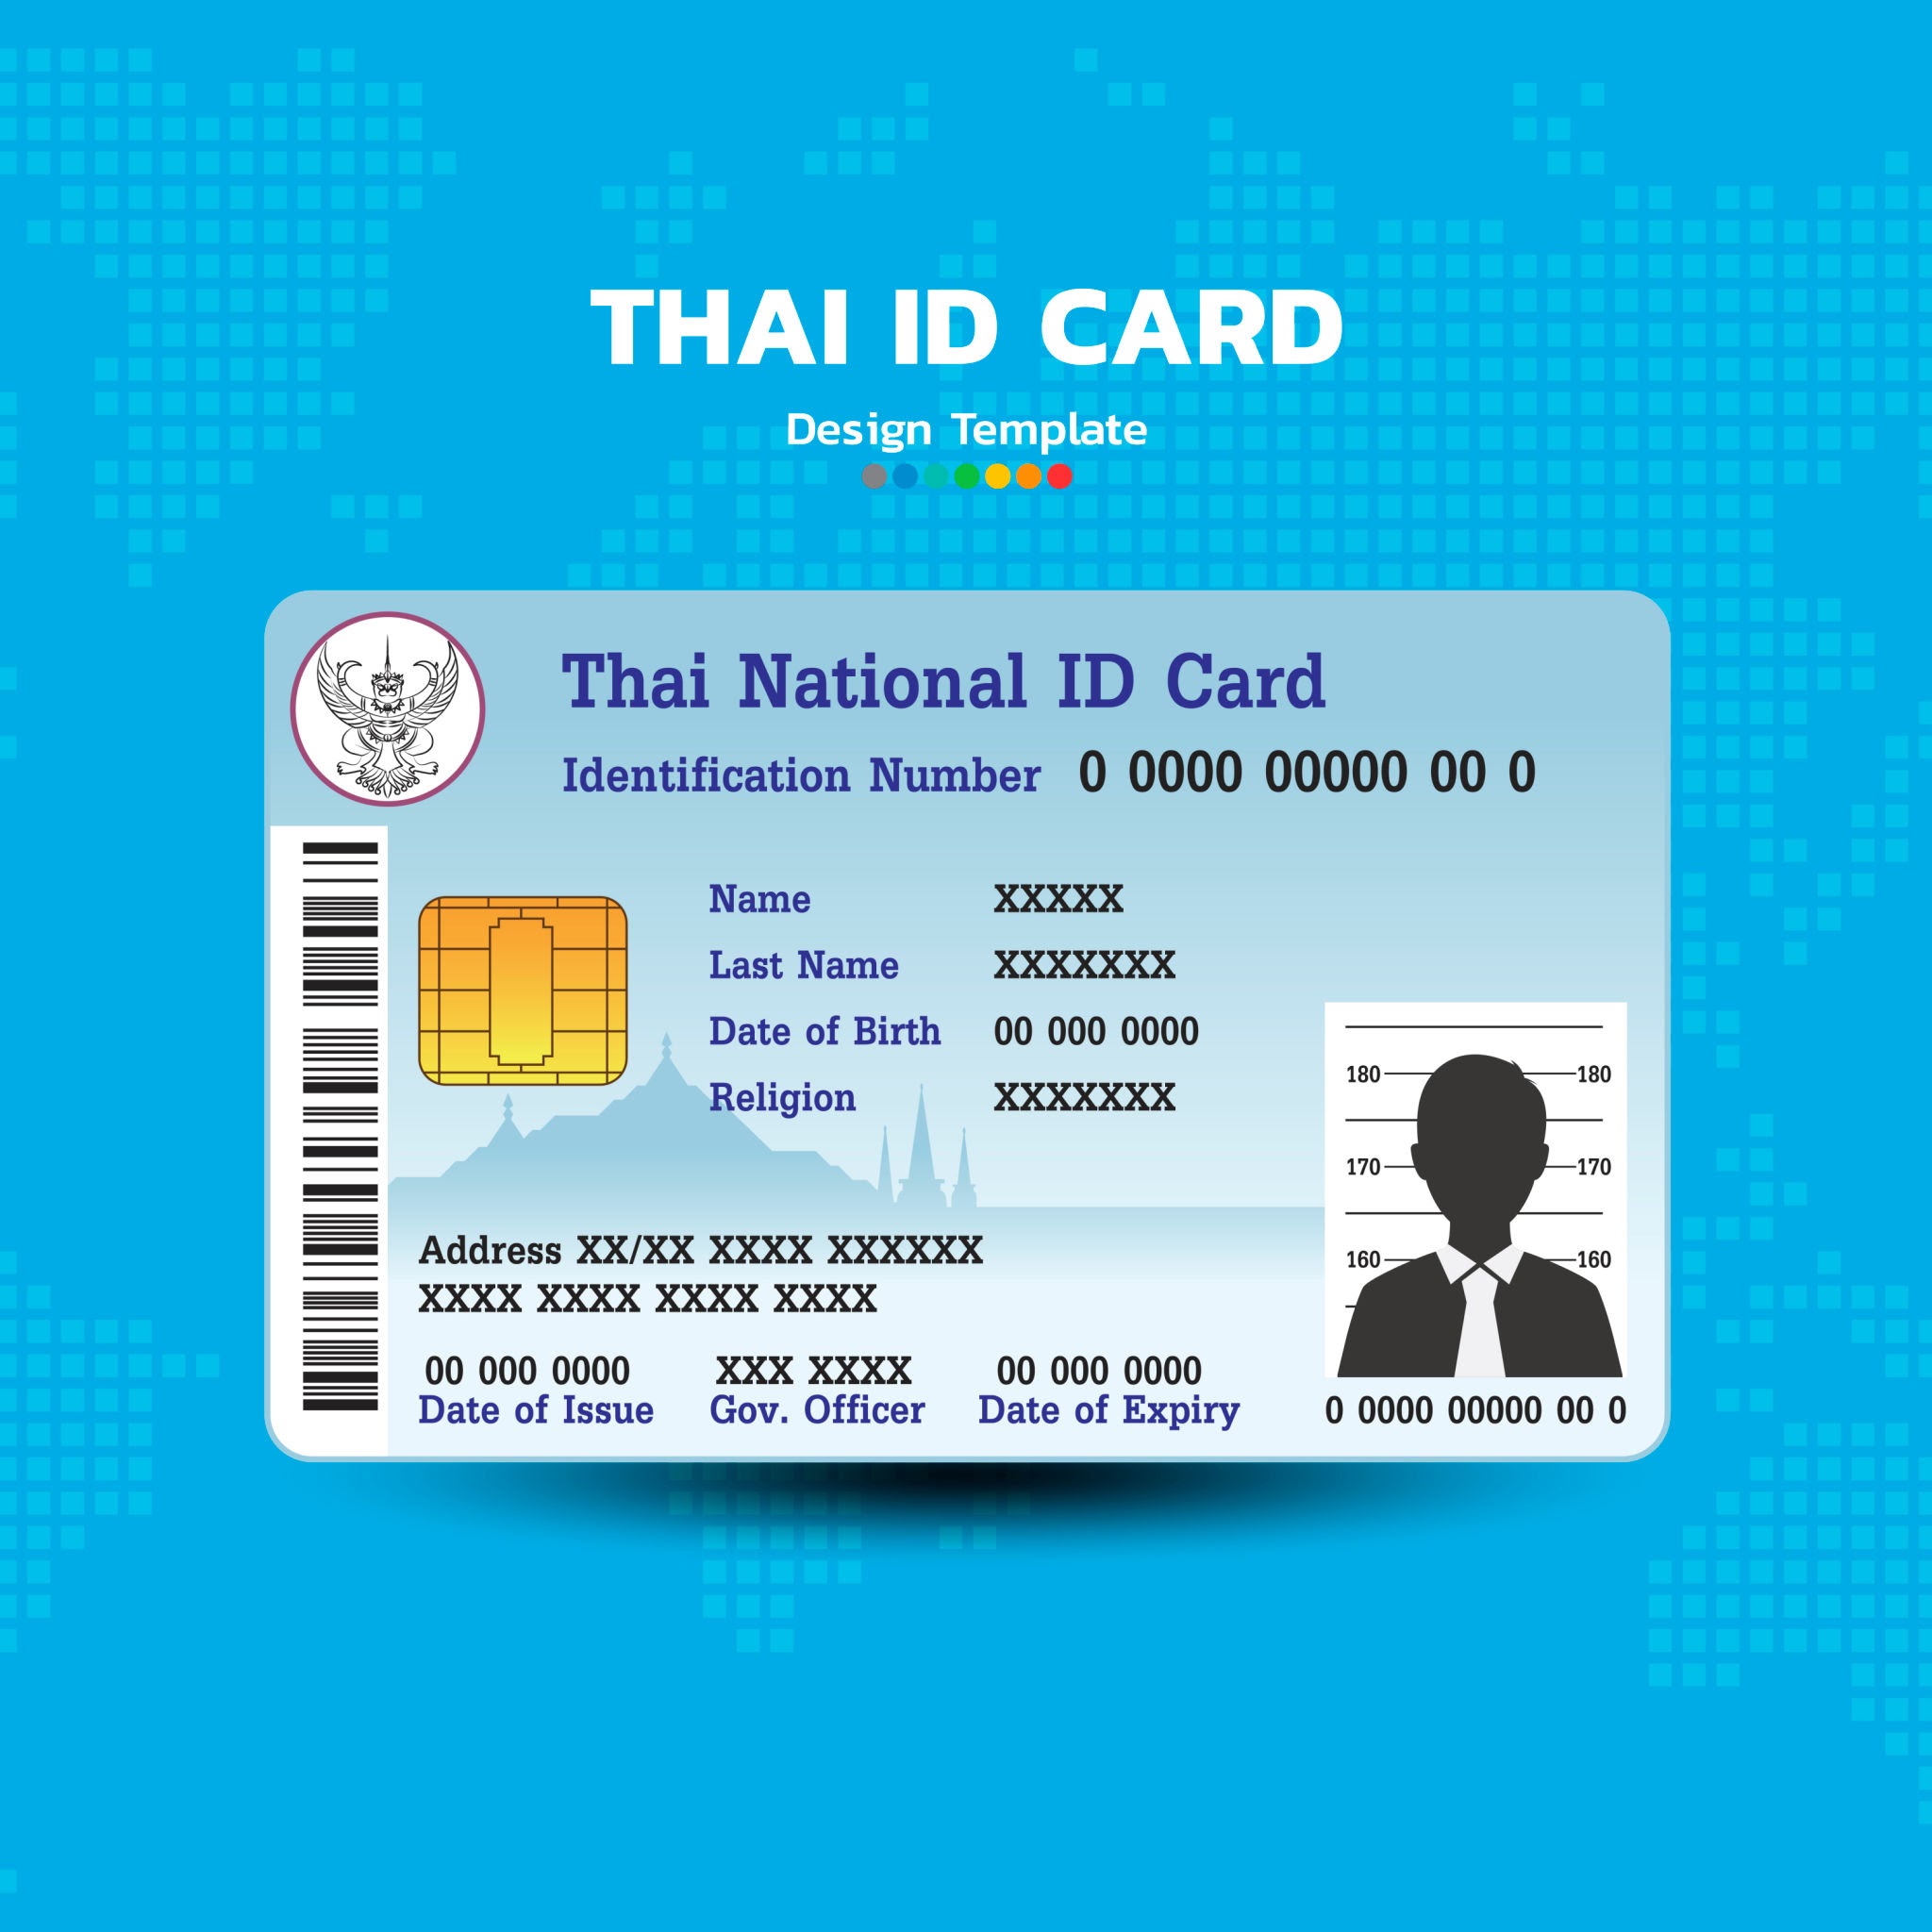 THAI ID CARD
Design Template
Thai National ID Card
Identification Number 0 0000 00000 00 0
Name XXXXX
Last Name XXXXXXX
Date of Birth 00 000 0000
Religion XXXXXXX
180 180
170 170
160 160
Address XX/XX XXXX XXXXXX
XXXX XXXX XXXX XXXX
00 000 0000 XXX XXXX 00 000 0000
Date of Issue Gov. Officer Date of Expiry 0 0000 00000 00 0